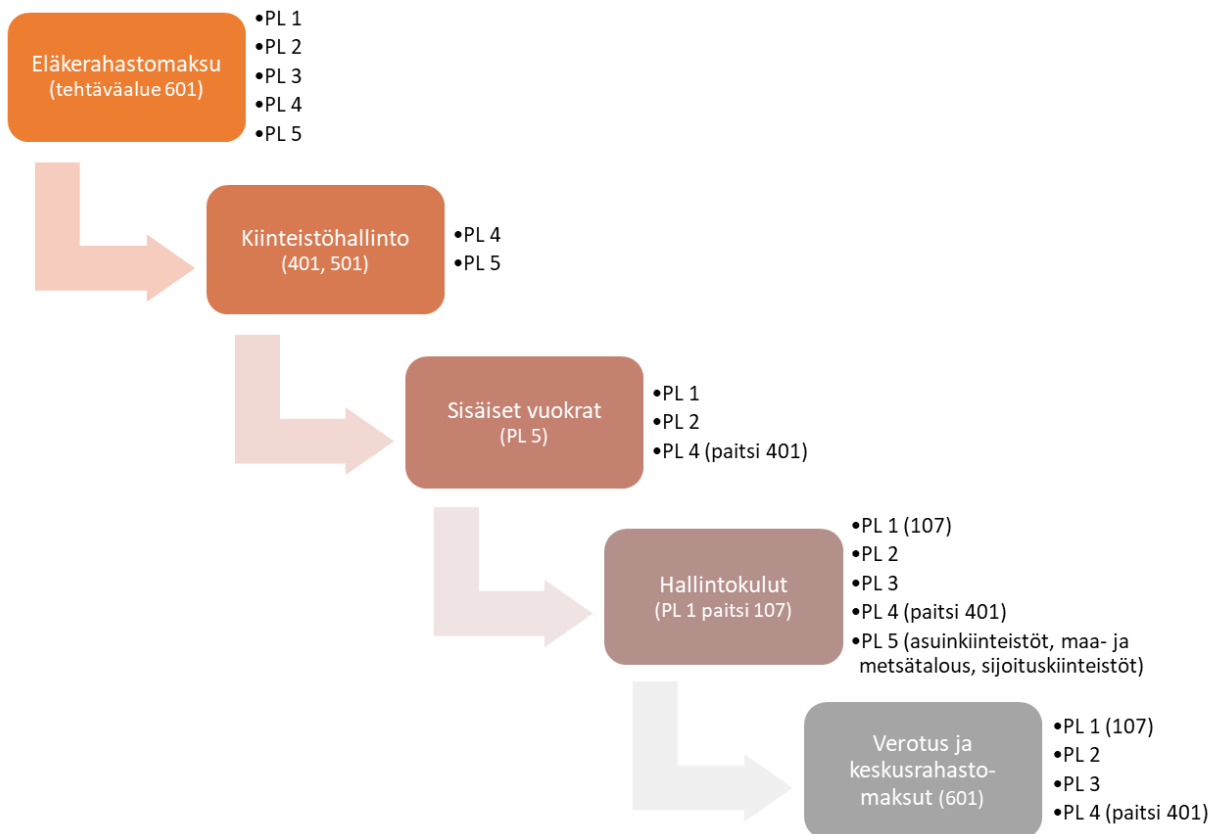 Eläkerahastomaksu
(tehtäväalue 601)
•PL 1
•PL 2
•PL 3
•PL 4
•PL 5
Kiinteistöhallinto
(401, 501)
•PL 4
•PL 5
Sisäiset vuokrat
(PL 5)
•PL 1
•PL 2
•PL 4 (paitsi 401)
Hallintokulut
(PL 1 paitsi 107)
•PL 1 (107)
•PL 2
•PL 3
•PL 4 (paitsi 401)
•PL 5 (asuinkiinteistöt, maa- ja
metsätalous, sijoituskiinteistöt)
Verotus ja
keskusrahasto-
maksut (601)
•PL 1 (107)
•PL 2
•PL 3
•PL 4 (paitsi 401)